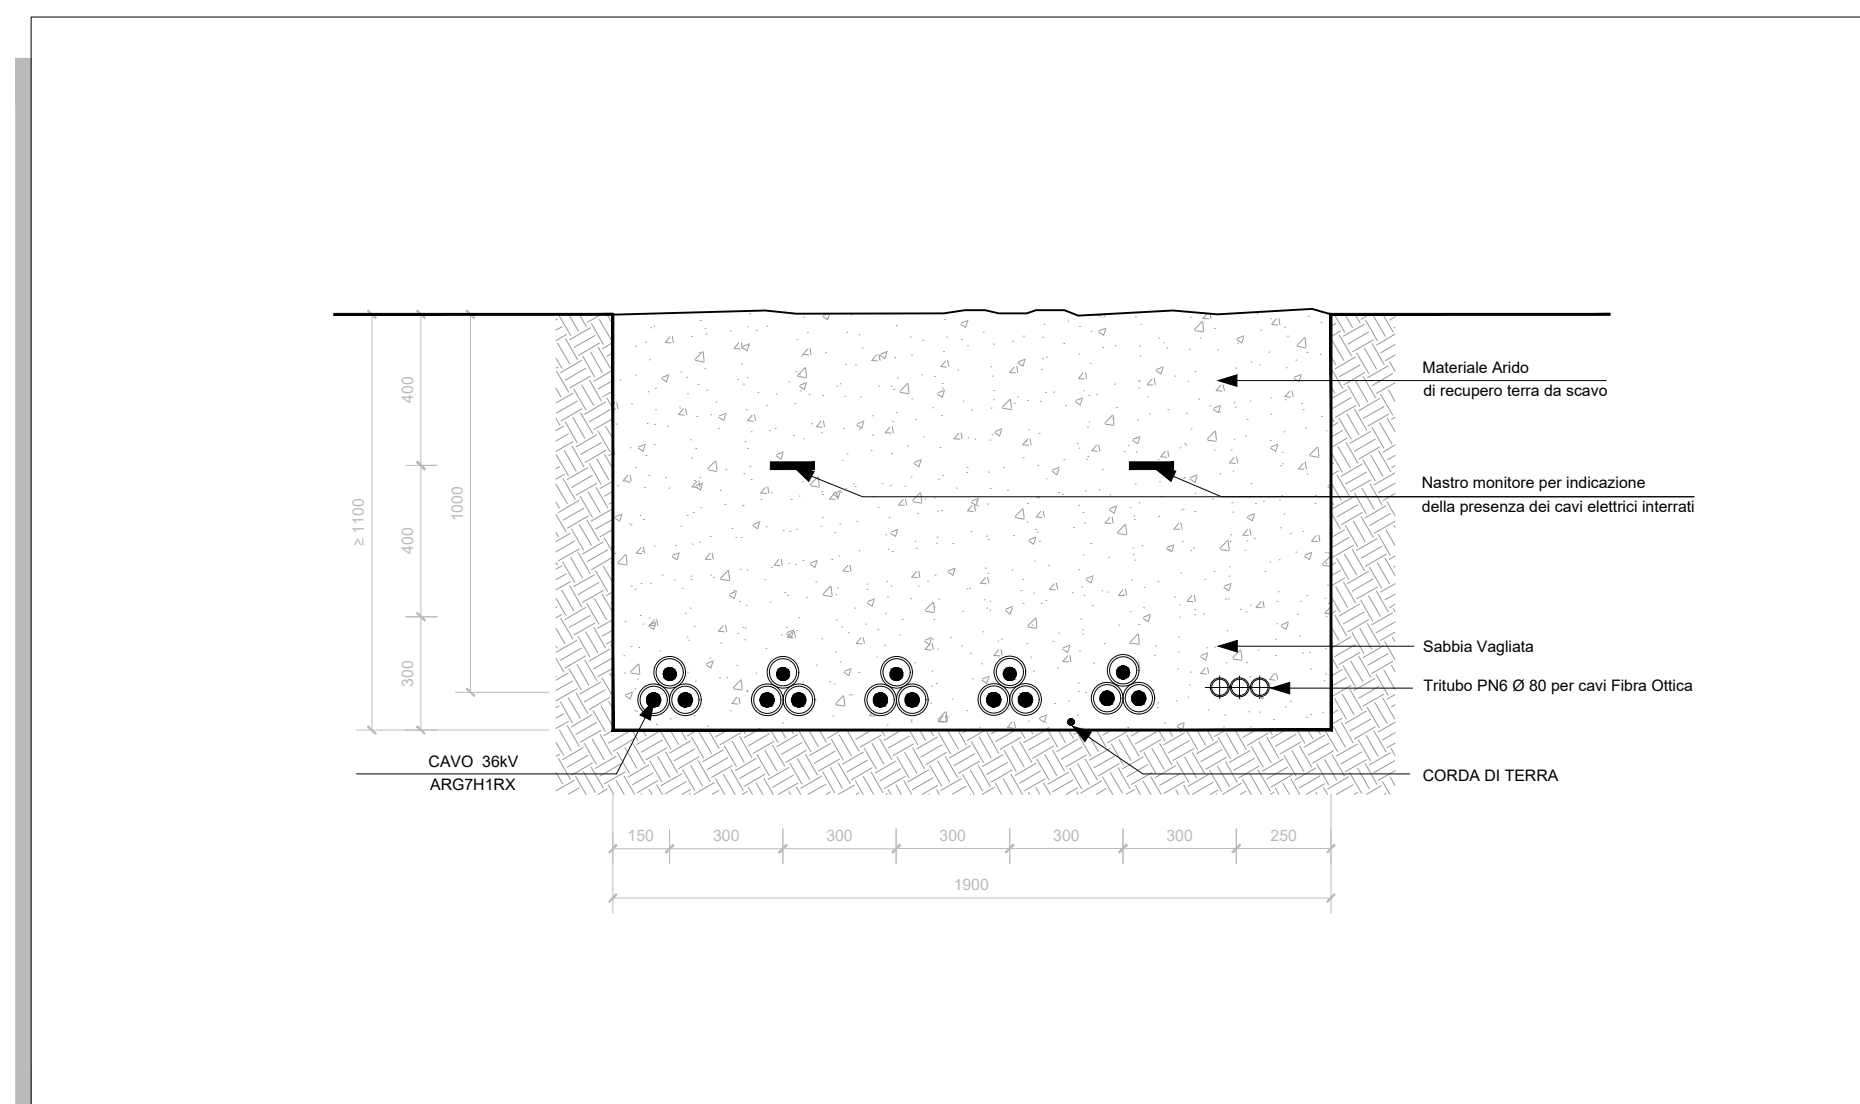 Materiale Arido
di recupero terra da scavo
400
Nastro monitore per indicazione
della presenza dei cavi elettrici interrati
1000
≥ 1100
400
Sabbia Vagliata
300
Tritubo PN6 Ø 80 per cavi Fibra Ottica
CAVO 36kV
ARG7H1RX
CORDA DI TERRA
150 300 300 300 300 300 250
1900